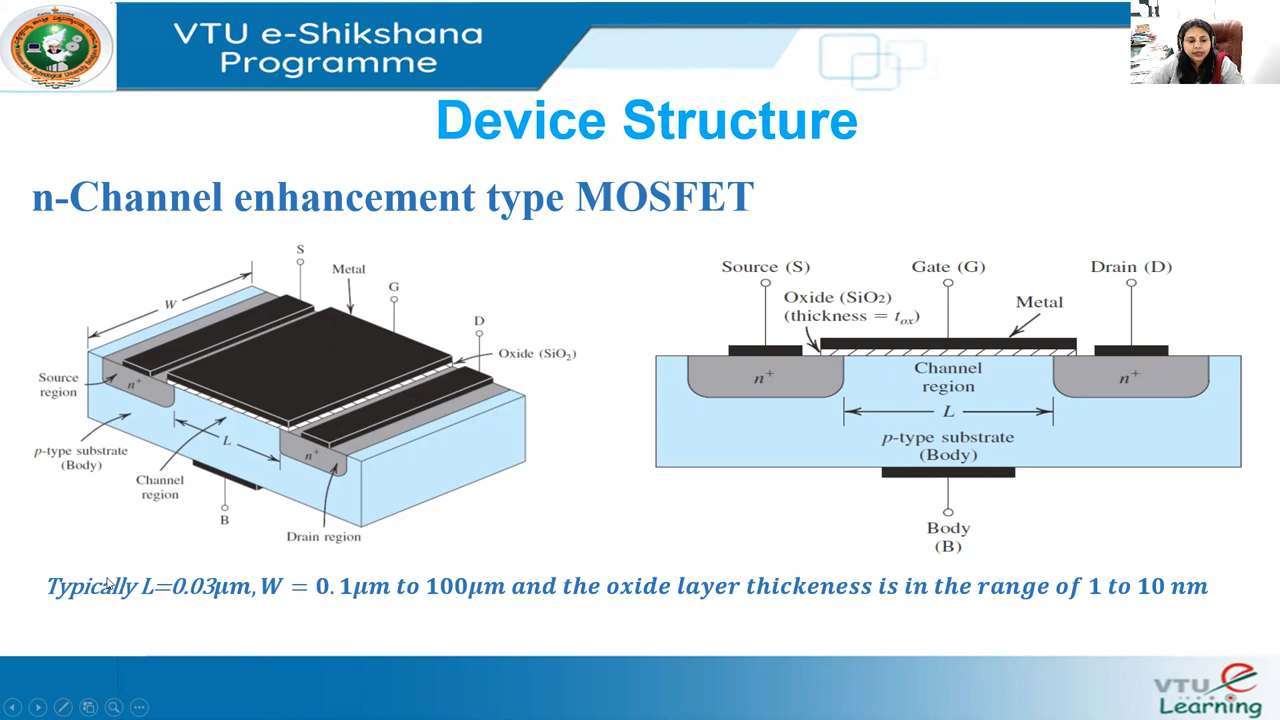 VTU e-Shikshana
Programme
Device Structure
n-Channel enhancement type MOSFET
S
Metal
G
W
D
Oxide (SiO₂)
Source
region
n⁺
L
n⁺
p-type substrate
(Body)
Channel
region
B
Drain region
Source (S)
Gate (G)
Drain (D)
Oxide (SiO₂)
(thickness = tₒₓ)
Metal
n⁺
Channel
region
n⁺
L
p-type substrate
(Body)
Body
(B)
Typically L=0.03μm, W = 0.1μm to 100μm and the oxide layer thickeness is in the range of 1 to 10 nm
VTU e
Learning